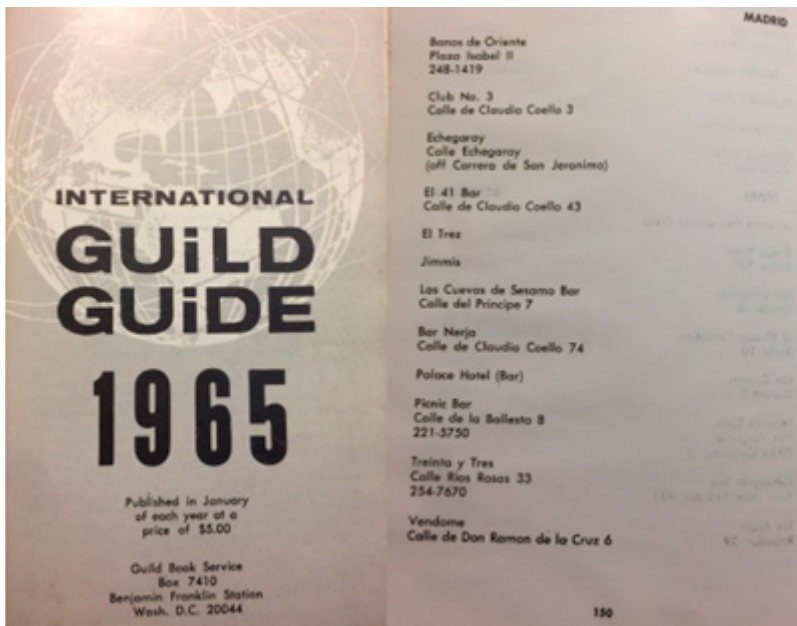 INTERNATIONAL
GUiLD
GUiDE
1965
Published in January
of each year at a
price of $5.00
Guild Book Service
Box 7410
Benjamin Franklin Station
Wash. D.C. 20044
MADRID
Banos de Oriente
Plaza Isabel II
248-1419
Club No. 3
Calle de Claudio Coello 3
Echegaray
Calle Echegaray
(off Carrera de San Jeronimo)
El 41 Bar
Calle de Claudio Coello 43
El Trez
Jimmis
Las Cuevas de Sesamo Bar
Calle del Principe 7
Bar Nerja
Calle de Claudio Coello 74
Palace Hotel (Bar)
Picnic Bar
Calle de la Ballesta 8
221-5750
Treinta y Tres
Calle Rios Rosas 33
254-7670
Vendome
Calle de Don Ramon de la Cruz 6
150